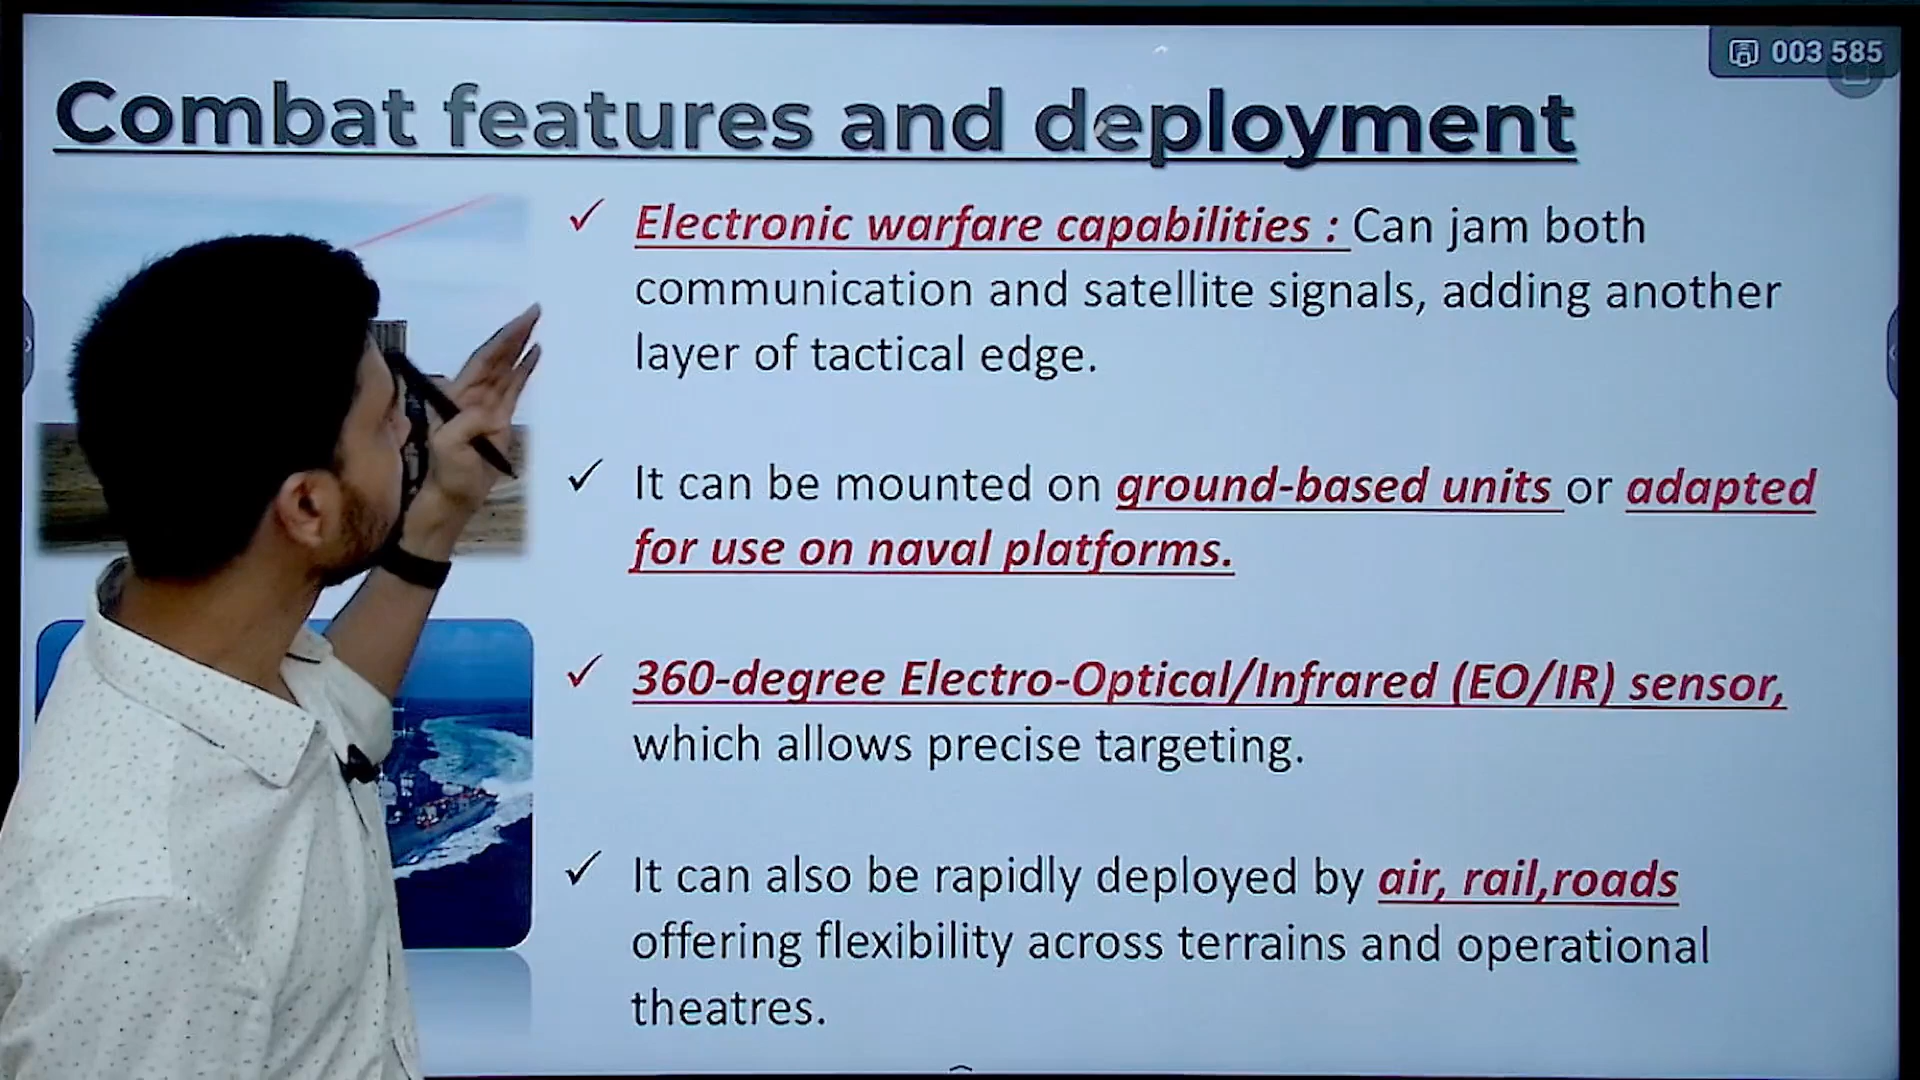 003 585
Combat features and deployment
✓ Electronic warfare capabilities : Can jam both
communication and satellite signals, adding another
layer of tactical edge.
✓ It can be mounted on ground-based units or adapted
for use on naval platforms.
✓ 360-degree Electro-Optical/Infrared (EO/IR) sensor,
which allows precise targeting.
✓ It can also be rapidly deployed by air, rail,roads
offering flexibility across terrains and operational
theatres.